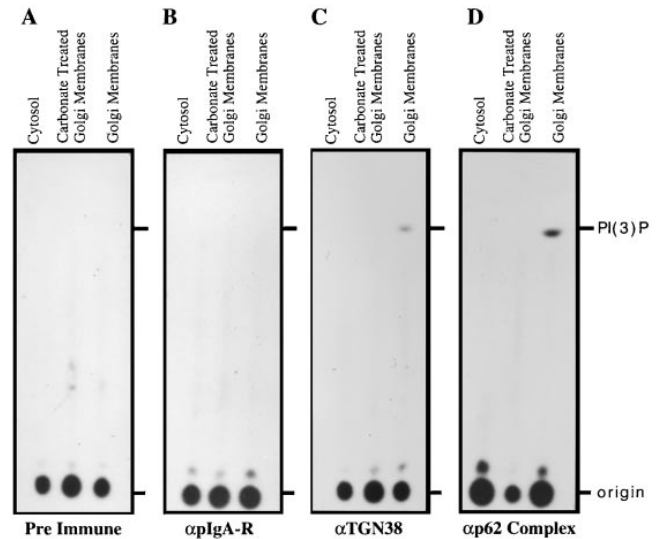 A
B
C
D
Cytosol
Carbonate Treated
Golgi Membranes
Golgi Membranes
Cytosol
Carbonate Treated
Golgi Membranes
Golgi Membranes
Cytosol
Carbonate Treated
Golgi Membranes
Golgi Membranes
Cytosol
Carbonate Treated
Golgi Membranes
Golgi Membranes
PI(3)P
origin
Pre Immune
αpIgA-R
αTGN38
αp62 Complex